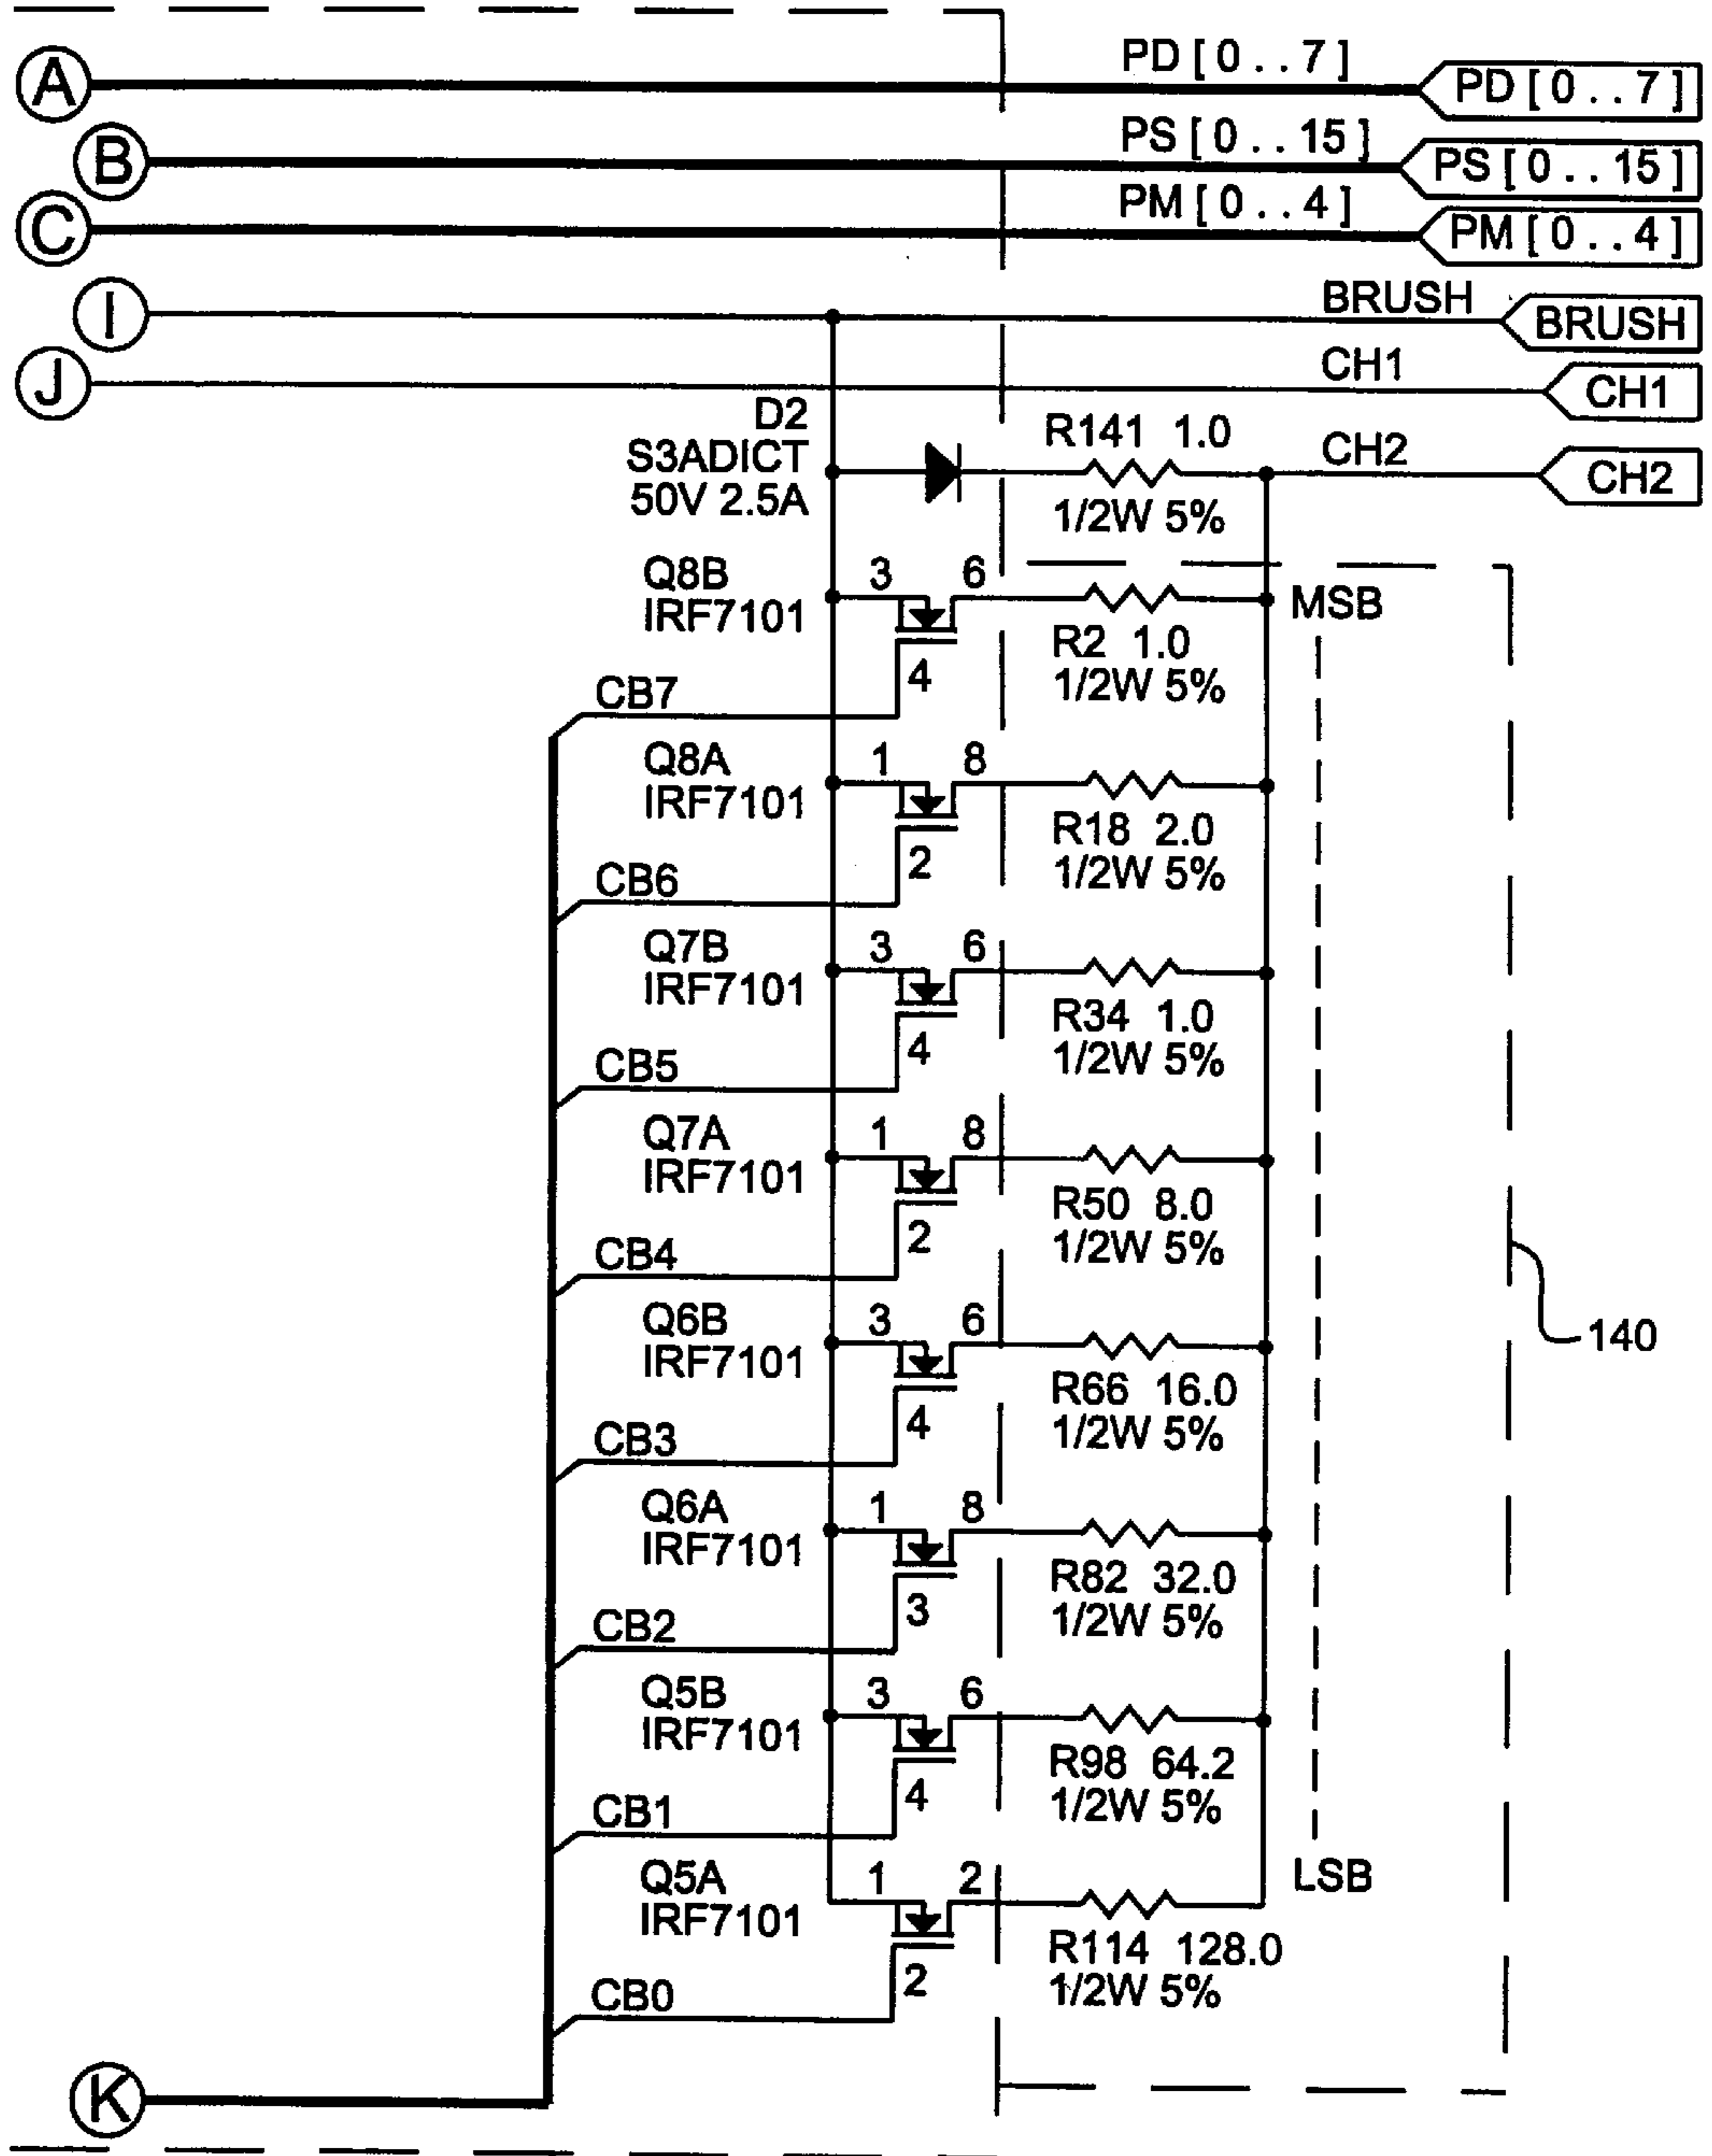 A
PD [ 0 . . 7 ]
PD [ 0 . . 7 ]
B
PS [ 0 . . 15 ]
PS [ 0 . . 15 ]
C
PM [ 0 . . 4 ]
PM [ 0 . . 4 ]
I
BRUSH
BRUSH
J
CH1
CH1
D2
S3ADICT
50V 2.5A
R141 1.0
1/2W 5%
CH2
CH2
Q8B
IRF7101
3
6
4
R2 1.0
1/2W 5%
MSB
CB7
Q8A
IRF7101
1
8
2
R18 2.0
1/2W 5%
CB6
Q7B
IRF7101
3
6
4
R34 1.0
1/2W 5%
CB5
Q7A
IRF7101
1
8
2
R50 8.0
1/2W 5%
CB4
Q6B
IRF7101
3
6
4
R66 16.0
1/2W 5%
140
CB3
Q6A
IRF7101
1
8
3
R82 32.0
1/2W 5%
CB2
Q5B
IRF7101
3
6
4
R98 64.2
1/2W 5%
CB1
Q5A
IRF7101
1
2
2
R114 128.0
1/2W 5%
LSB
CB0
K